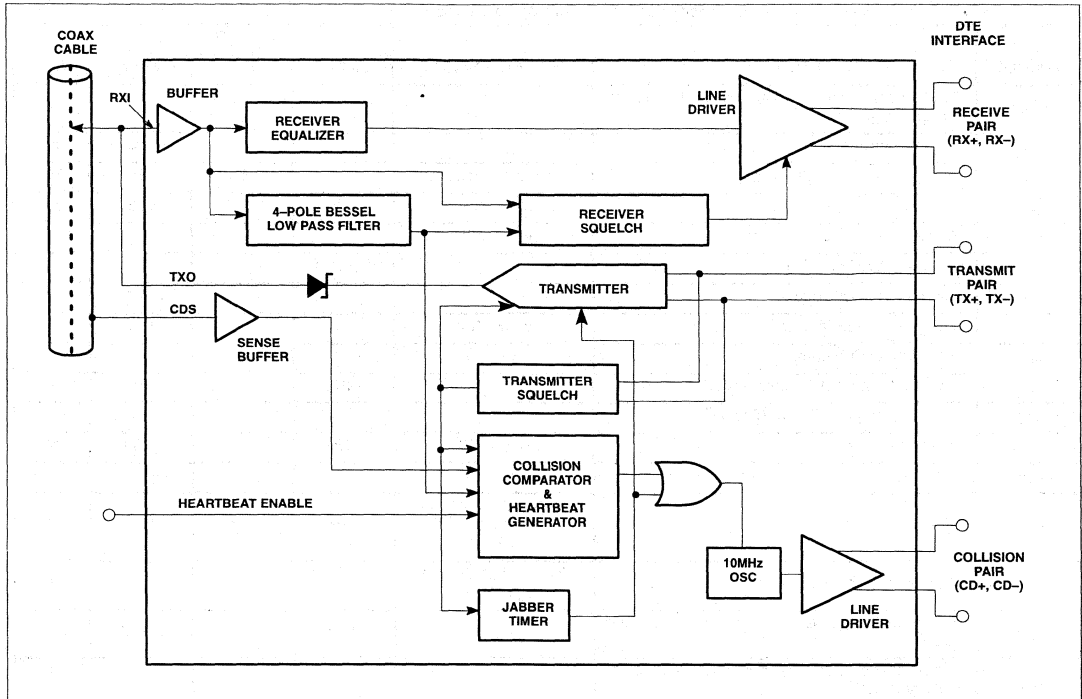 COAX
CABLE
DTE
INTERFACE
RXI
BUFFER
LINE
DRIVER
RECEIVER
EQUALIZER
RECEIVE
PAIR
(RX+, RX–)
4–POLE BESSEL
LOW PASS FILTER
RECEIVER
SQUELCH
TXO
TRANSMITTER
TRANSMIT
PAIR
(TX+, TX–)
CDS
SENSE
BUFFER
TRANSMITTER
SQUELCH
COLLISION
COMPARATOR
&
HEARTBEAT
GENERATOR
HEARTBEAT ENABLE
10MHz
OSC
COLLISION
PAIR
(CD+, CD–)
JABBER
TIMER
LINE
DRIVER